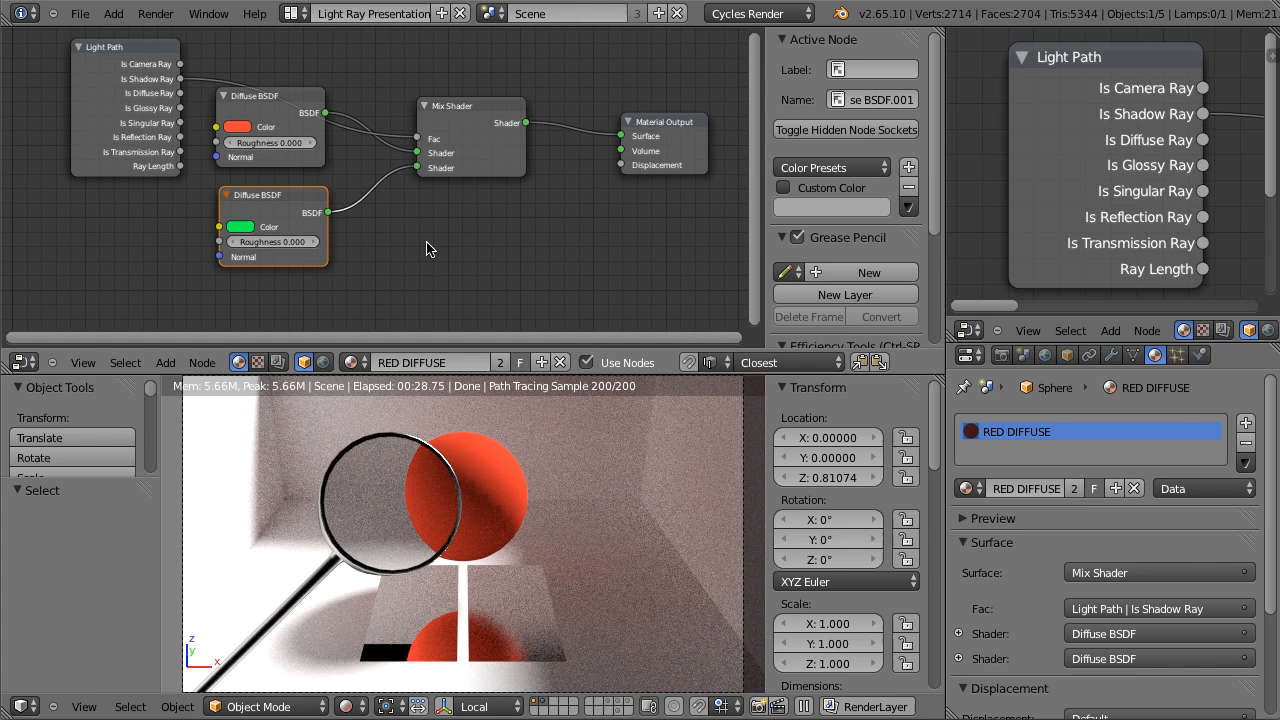 File Add Render Window Help Light Ray Presentation Scene 3 Cycles Render v2.65.10 | Verts:2714 | Faces:2704 | Tris:5344 | Objects:1/5 | Lamps:0/1 | Mem:21
Light Path
Is Camera Ray
Is Shadow Ray
Is Diffuse Ray
Is Glossy Ray
Is Singular Ray
Is Reflection Ray
Is Transmission Ray
Ray Length
Diffuse BSDF
BSDF
Color
Roughness 0.000
Normal
Diffuse BSDF
BSDF
Color
Roughness 0.000
Normal
Mix Shader
Shader
Fac
Shader
Shader
Material Output
Surface
Volume
Displacement
Active Node
Label:
Name: se BSDF.001
Toggle Hidden Node Sockets
Color Presets
Custom Color
Grease Pencil
New
New Layer
Delete Frame Convert
Efficiency Tools (Ctrl-SP
Light Path
Is Camera Ray
Is Shadow Ray
Is Diffuse Ray
Is Glossy Ray
Is Singular Ray
Is Reflection Ray
Is Transmission Ray
Ray Length
View Select Add Node
View Select Add Node RED DIFFUSE 2 F Use Nodes Closest
Object Tools
Transform:
Translate
Rotate
Scale
Select
Mem: 5.66M, Peak: 5.66M | Scene | Elapsed: 00:28.75 | Done | Path Tracing Sample 200/200
z
y
x
Transform
Location:
X: 0.00000
Y: 0.00000
Z: 0.81074
Rotation:
X: 0°
Y: 0°
Z: 0°
XYZ Euler
Scale:
X: 1.000
Y: 1.000
Z: 1.000
Dimensions:
Sphere RED DIFFUSE
RED DIFFUSE
RED DIFFUSE 2 F Data
Preview
Surface
Surface: Mix Shader
Fac: Light Path | Is Shadow Ray
Shader: Diffuse BSDF
Shader: Diffuse BSDF
Displacement
Default
View Select Object Object Mode Local RenderLayer